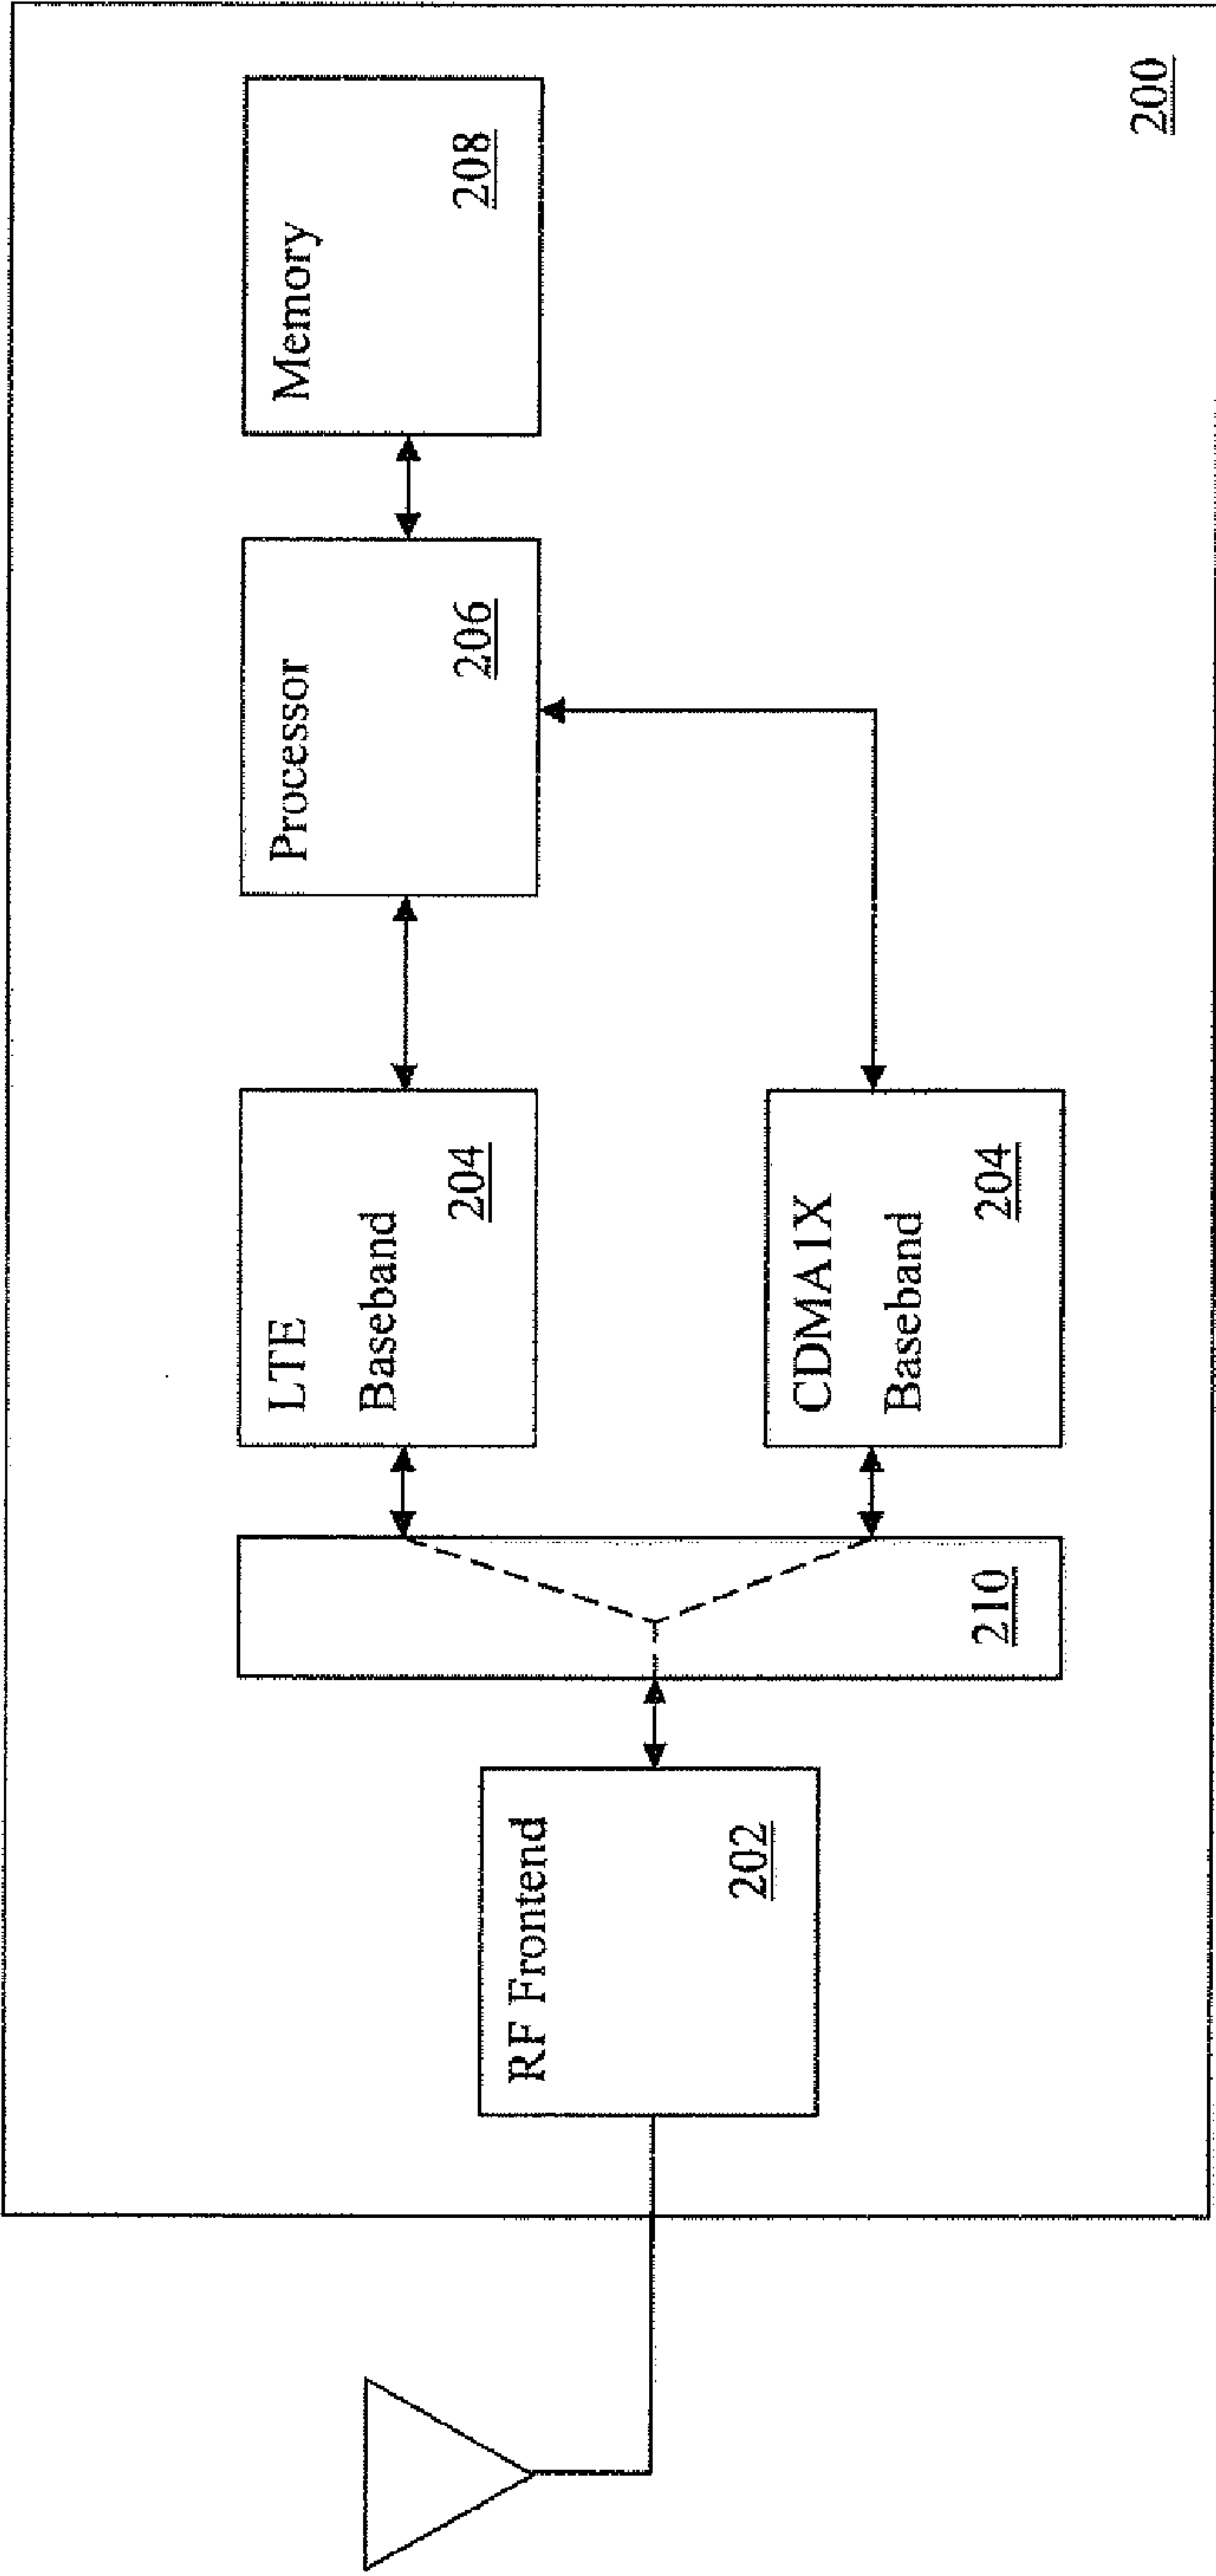 RF Frontend
202
210
LTE
Baseband
204
CDMA1X
Baseband
204
Processor
206
Memory
208
200